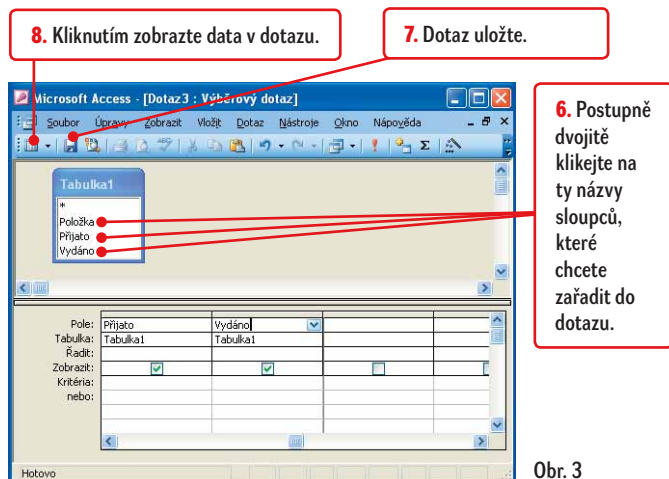 8. Kliknutím zobrazte data v dotazu.
7. Dotaz uložte.
Microsoft Access - [Dotaz3 : Výběrový dotaz]
Soubor Úpravy Zobrazit Vložit Dotaz Nástroje Okno Nápověda
Tabulka1
*
Položka
Přijato
Vydáno
6. Postupně
dvojitě
klikejte na
ty názvy
sloupců,
které
chcete
zařadit do
dotazu.
Pole: Přijato Vydáno
Tabulka: Tabulka1 Tabulka1
Řadit:
Zobrazit:
Kritéria:
nebo:
Hotovo
Obr. 3